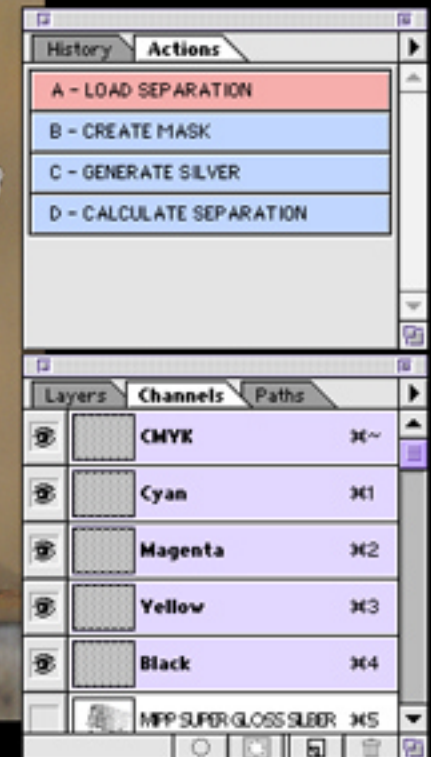 History Actions
A - LOAD SEPARATION
B - CREATE MASK
C - GENERATE SILVER
D - CALCULATE SEPARATION
Layers Channels Paths
CMYK ⌘~
Cyan ⌘1
Magenta ⌘2
Yellow ⌘3
Black ⌘4
MPP SUPER GLOSS SILBER ⌘5